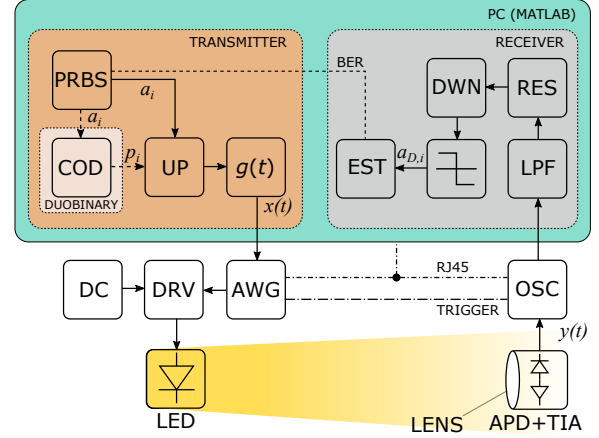 PC (MATLAB)
TRANSMITTER
RECEIVER
PRBS
BER
DWN
RES
a_i
a_i
COD
p_i
UP
g(t)
EST
a_{D,i}
LPF
DUOBINARY
x(t)
DC
DRV
AWG
RJ45
OSC
TRIGGER
y(t)
LED
LENS
APD+TIA